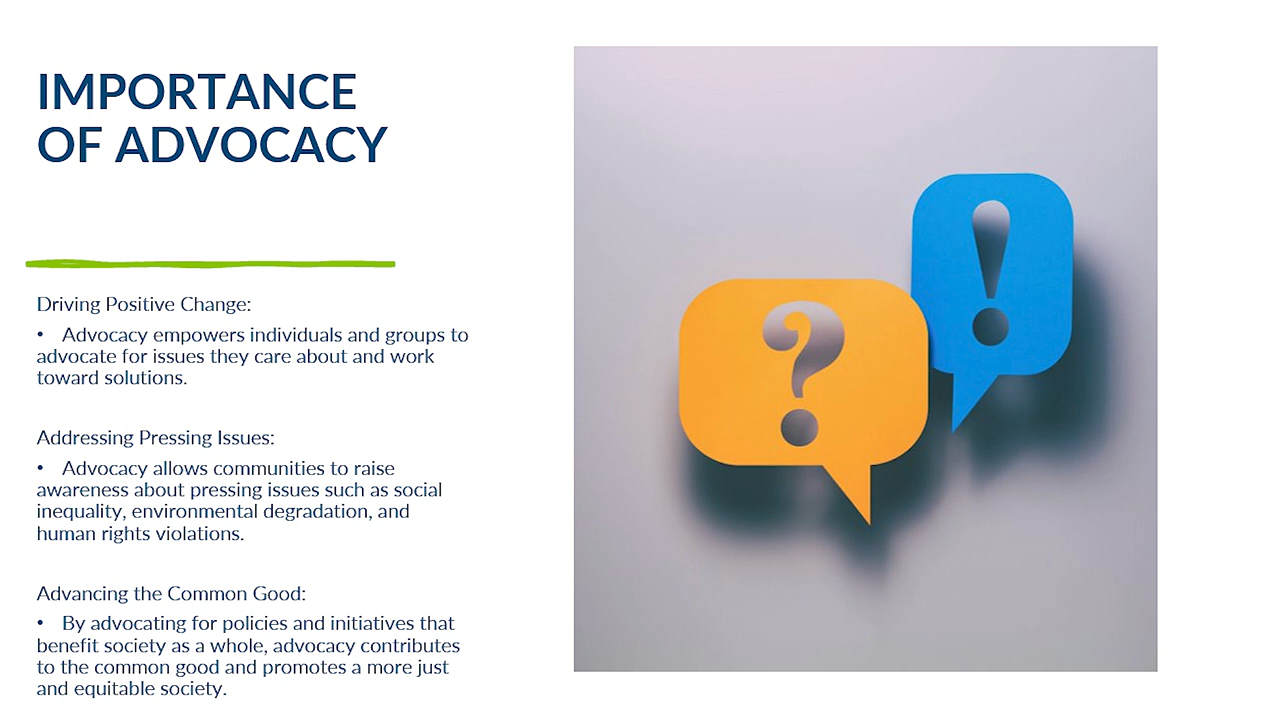 IMPORTANCE
OF ADVOCACY
Driving Positive Change:
• Advocacy empowers individuals and groups to
advocate for issues they care about and work
toward solutions.
Addressing Pressing Issues:
• Advocacy allows communities to raise
awareness about pressing issues such as social
inequality, environmental degradation, and
human rights violations.
Advancing the Common Good:
• By advocating for policies and initiatives that
benefit society as a whole, advocacy contributes
to the common good and promotes a more just
and equitable society.
?
!